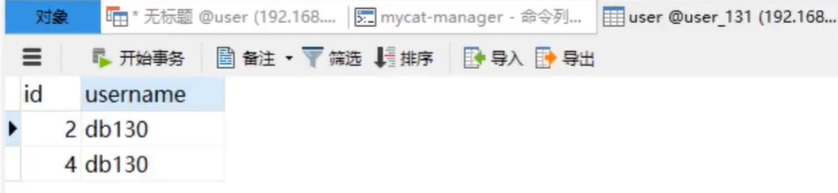 对象 * 无标题 @user (192.168.... mycat-manager - 命令列... user @user_131 (192.168...
开始事务 备注 筛选 排序 导入 导出
id username
2 db130
4 db130